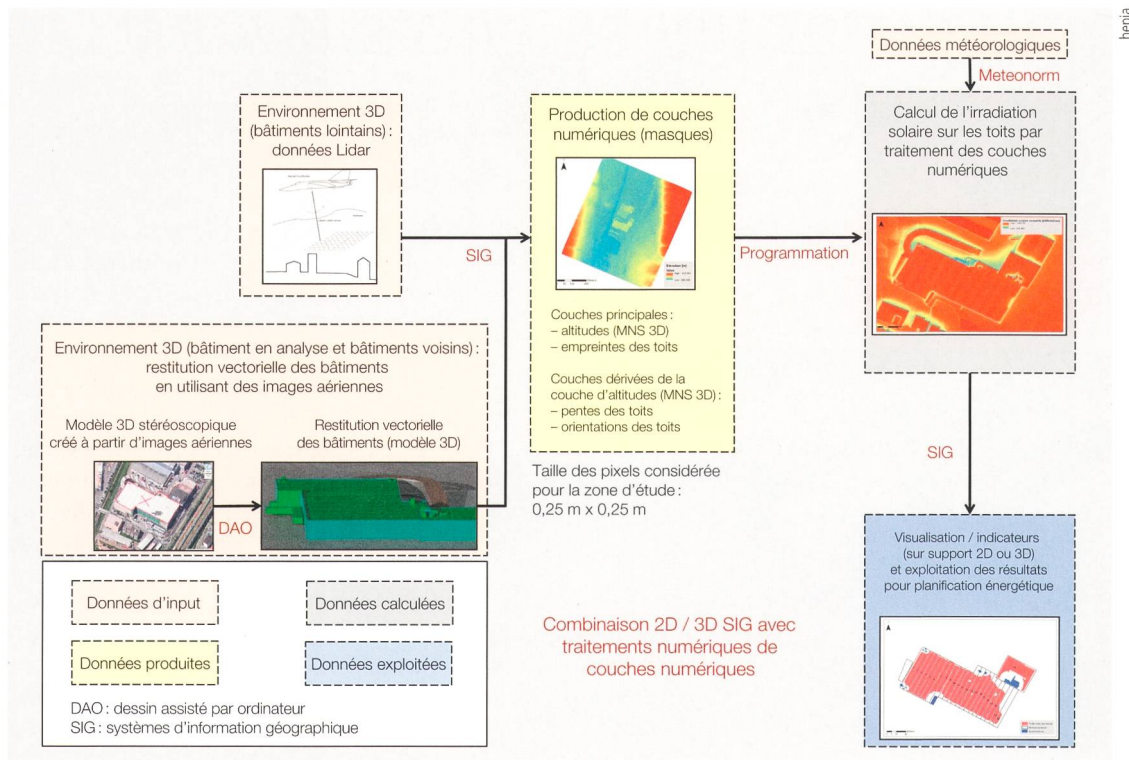 hepia
Données météorologiques
Meteonorm
Environnement 3D
(bâtiments lointains) :
données Lidar
SIG
Production de couches
numériques (masques)
Couches principales :
– altitudes (MNS 3D)
– empreintes des toits
Couches dérivées de la
couche d'altitudes (MNS 3D) :
– pentes des toits
– orientations des toits
Taille des pixels considérée
pour la zone d'étude :
0,25 m x 0,25 m
Programmation
Calcul de l'irradiation
solaire sur les toits par
traitement des couches
numériques
SIG
Environnement 3D (bâtiment en analyse et bâtiments voisins) :
restitution vectorielle des bâtiments
en utilisant des images aériennes
Modèle 3D stéréoscopique
créé à partir d'images aériennes
DAO
Restitution vectorielle
des bâtiments (modèle 3D)
Visualisation / indicateurs
(sur support 2D ou 3D)
et exploitation des résultats
pour planification énergétique
Données d'input
Données calculées
Données produites
Données exploitées
DAO : dessin assisté par ordinateur
SIG : systèmes d'information géographique
Combinaison 2D / 3D SIG avec
traitements numériques de
couches numériques